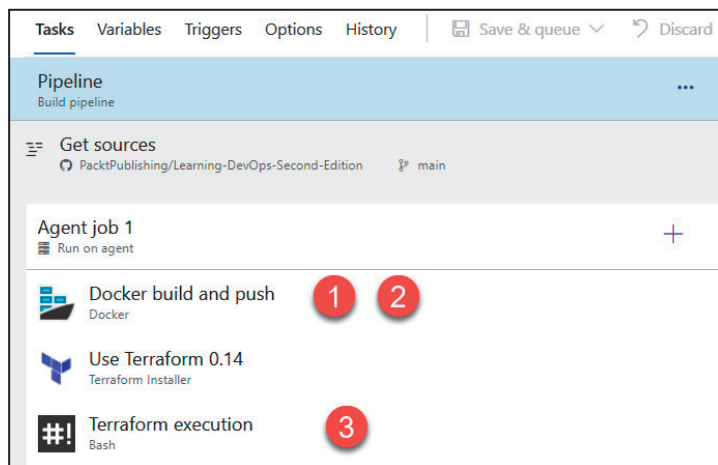 Tasks Variables Triggers Options History Save & queue Discard
Pipeline
Build pipeline
...
Get sources
PacktPublishing/Learning-DevOps-Second-Edition main
Agent job 1
Run on agent
+
Docker build and push 1 2
Docker
Use Terraform 0.14
Terraform Installer
#! Terraform execution 3
Bash